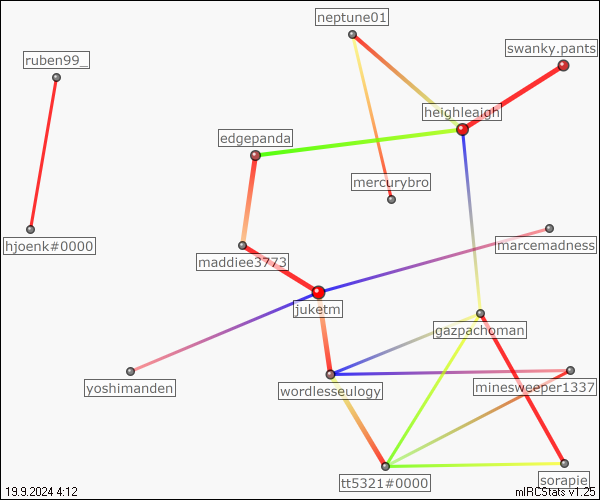 neptune01
swanky.pants
ruben99_
heighleaigh
edgepanda
mercurybro
hjoenk#0000
marcemadness
maddiee3773
juketm
gazpachoman
yoshimanden
wordlesseulogy
minesweeper1337
tt5321#0000
sorapie
19.9.2024 4:12
mIRCStats v1.25